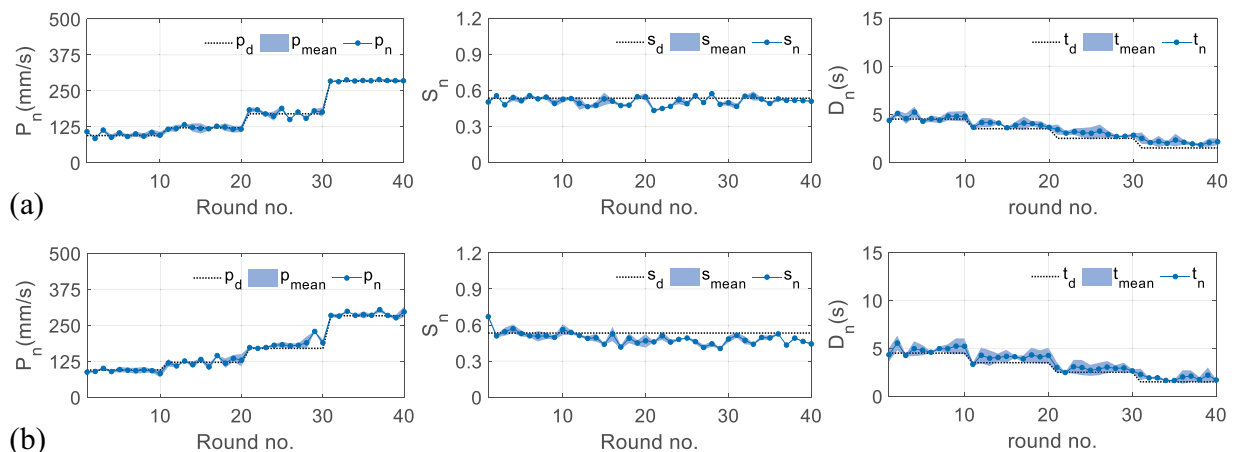 500
375
250
125
0
P_n(mm/s)
p_d p_mean p_n
10 20 30 40
Round no.
1.2
0.9
0.6
0.3
0
S_n
s_d s_mean s_n
10 20 30 40
Round no.
15
10
5
0
D_n(s)
t_d t_mean t_n
10 20 30 40
round no.
(a)
500
375
250
125
0
P_n(mm/s)
p_d p_mean p_n
10 20 30 40
Round no.
1.2
0.9
0.6
0.3
0
S_n
s_d s_mean s_n
10 20 30 40
Round no.
15
10
5
0
D_n(s)
t_d t_mean t_n
10 20 30 40
round no.
(b)